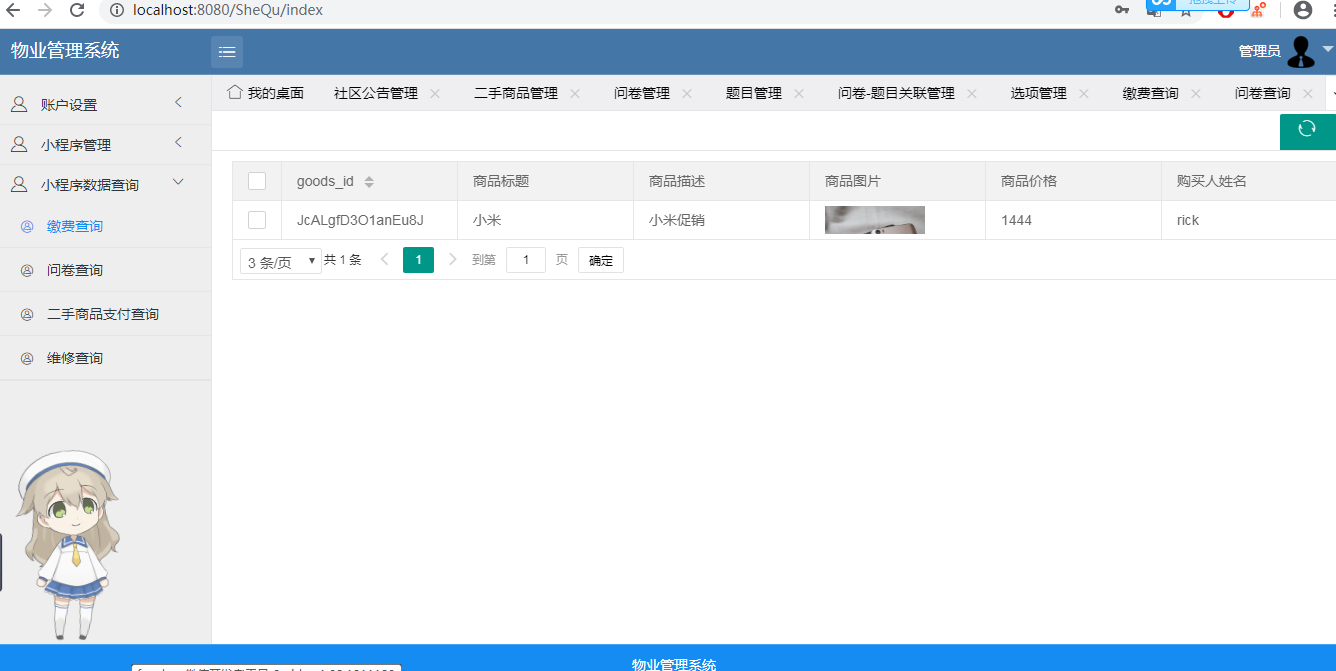 localhost:8080/SheQu/index
拖拽上传
物业管理系统
管理员
账户设置
小程序管理
小程序数据查询
缴费查询
问卷查询
二手商品支付查询
维修查询
我的桌面 社区公告管理 二手商品管理 问卷管理 题目管理 问卷-题目关联管理 选项管理 缴费查询 问卷查询
goods_id 商品标题 商品描述 商品图片 商品价格 购买人姓名
JcALgfD3O1anEu8J 小米 小米促销 1444 rick
3 条/页 共 1 条 1 到第 1 页 确定
物业管理系统